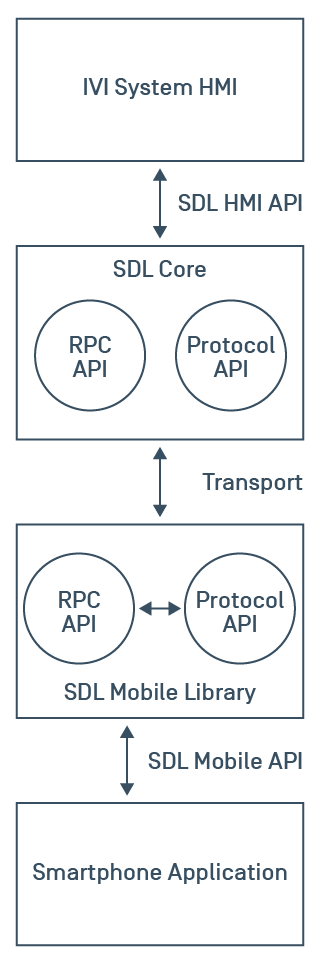 IVI System HMI
SDL HMI API
SDL Core
RPC
API
Protocol
API
Transport
RPC
API
Protocol
API
SDL Mobile Library
SDL Mobile API
Smartphone Application